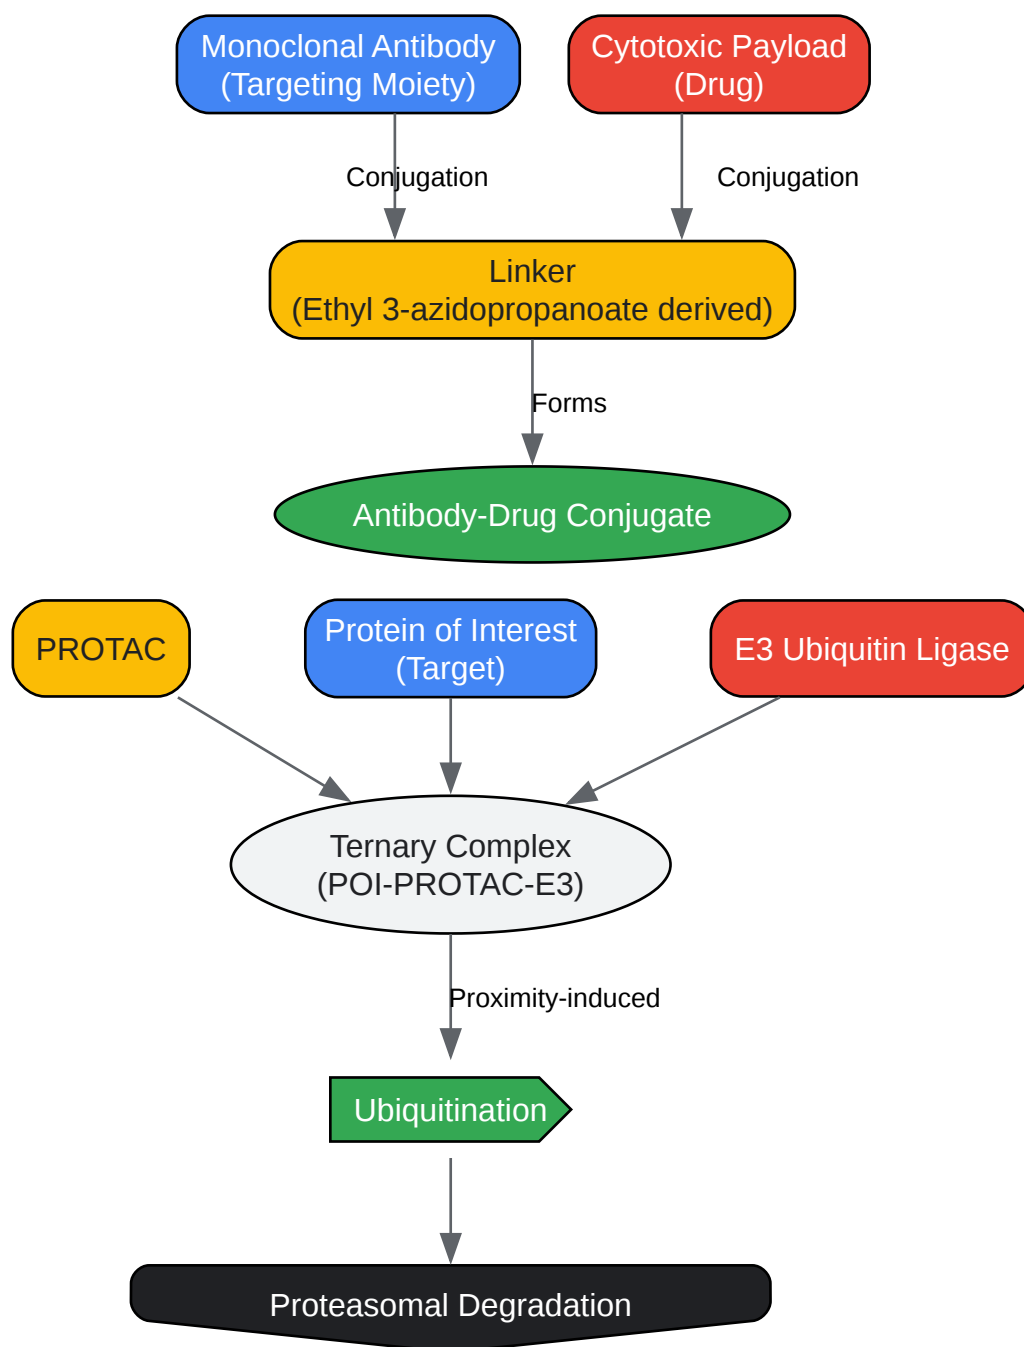 Monoclonal Antibody
(Targeting Moiety)
Cytotoxic Payload
(Drug)
Conjugation
Conjugation
Linker
(Ethyl 3-azidopropanoate derived)
Forms
Antibody-Drug Conjugate
PROTAC
Protein of Interest
(Target)
E3 Ubiquitin Ligase
Ternary Complex
(POI-PROTAC-E3)
Proximity-induced
Ubiquitination
Proteasomal Degradation